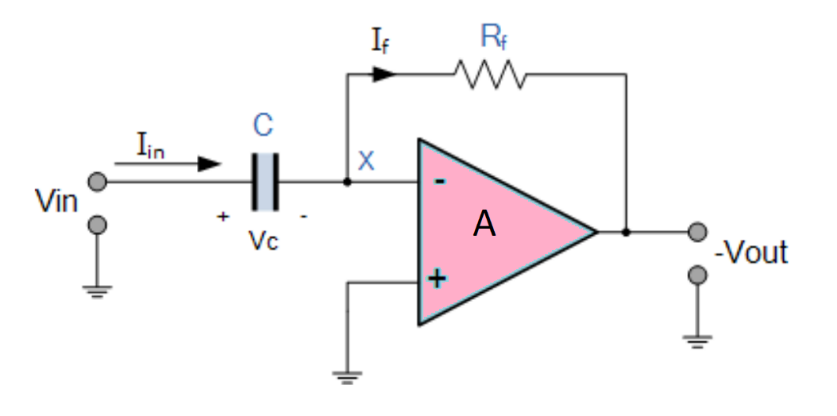 If
Rf
C
Iin
X
-
Vin
+
-
A
Vc
-Vout
+